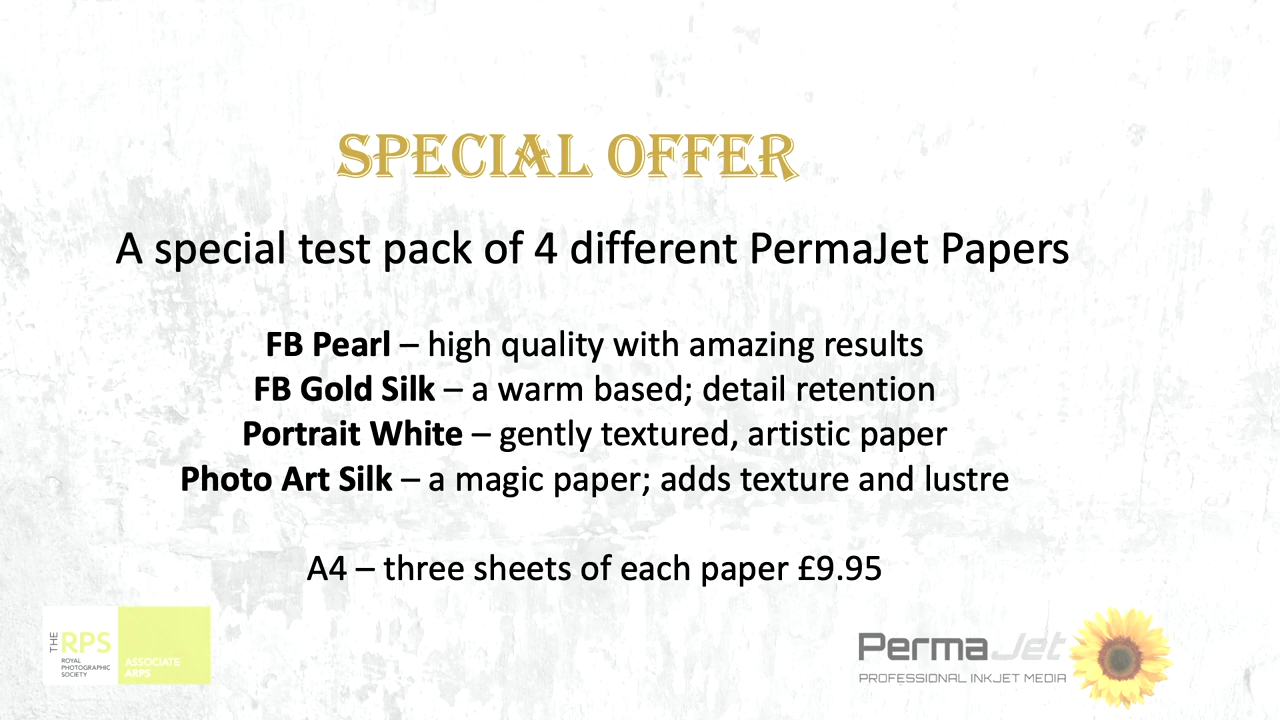 SPECIAL OFFER
A special test pack of 4 different PermaJet Papers
FB Pearl – high quality with amazing results
FB Gold Silk – a warm based; detail retention
Portrait White – gently textured, artistic paper
Photo Art Silk – a magic paper; adds texture and lustre
A4 – three sheets of each paper £9.95
THE RPS
ROYAL
PHOTOGRAPHIC
SOCIETY
ASSOCIATE
ARPS
PermaJet
PROFESSIONAL INKJET MEDIA